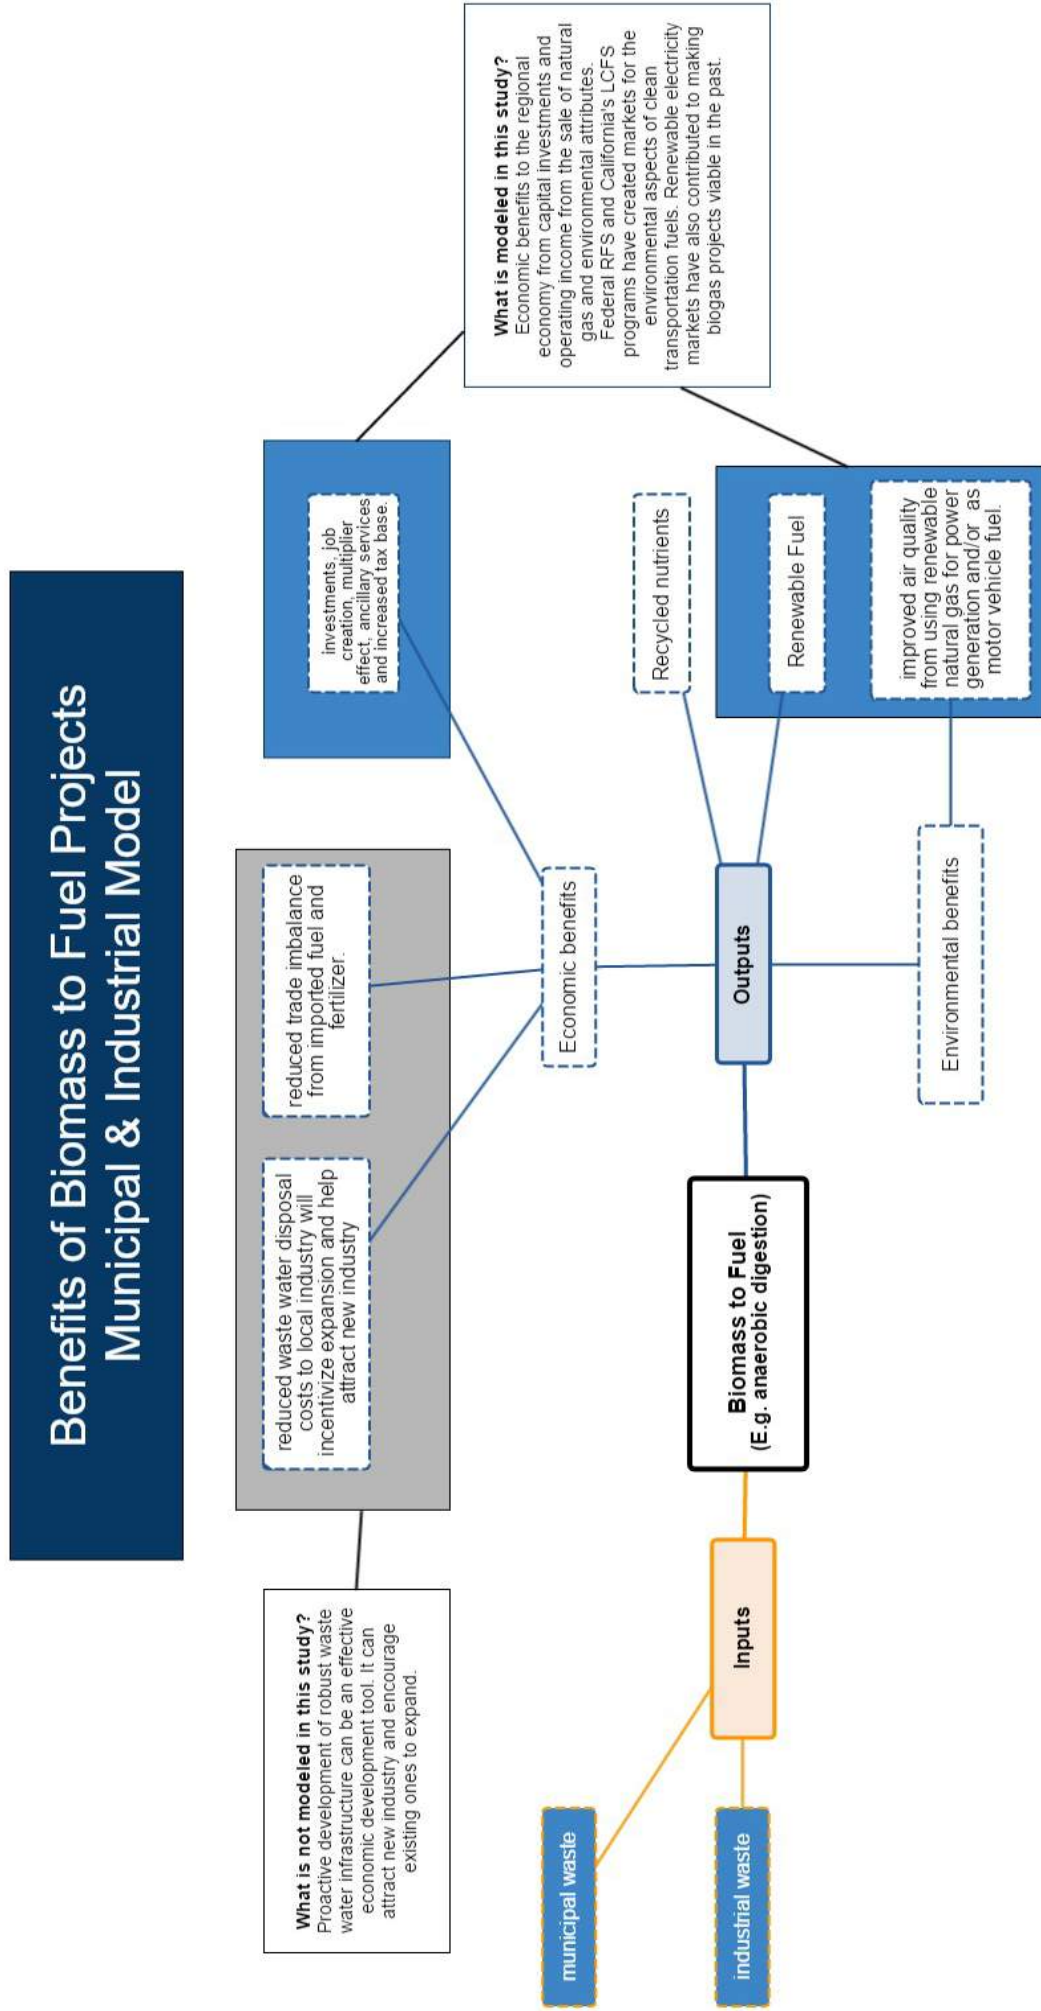 Benefits of Biomass to Fuel Projects
Municipal & Industrial Model
What is not modeled in this study?
Proactive development of robust waste
water infrastructure can be an effective
economic development tool. It can
attract new industry and encourage
existing ones to expand.
reduced waste water disposal
costs to local industry will
incentivize expansion and help
attract new industry
reduced trade imbalance
from imported fuel and
fertilizer.
investments, job
creation, multiplier
effect, ancillary services
and increased tax base.
What is modeled in this study?
Economic benefits to the regional
economy from capital investments and
operating income from the sale of natural
gas and environmental attributes.
Federal RFS and California's LCFS
programs have created markets for the
environmental aspects of clean
transportation fuels. Renewable electricity
markets have also contributed to making
biogas projects viable in the past.
municipal waste
industrial waste
Inputs
Biomass to Fuel
(E.g. anaerobic digestion)
Outputs
Economic benefits
Environmental benefits
Recycled nutrients
Renewable Fuel
improved air quality
from using renewable
natural gas for power
generation and/or as
motor vehicle fuel.